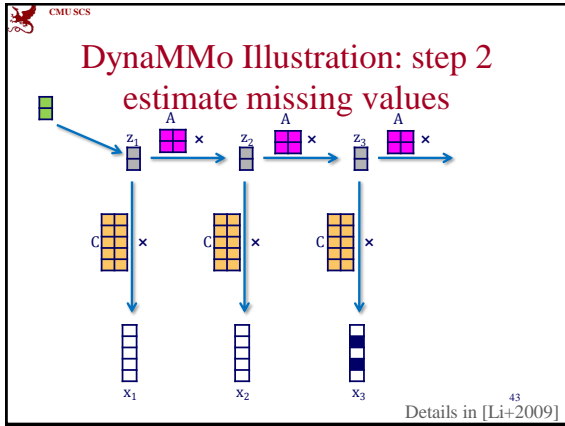 CMU SCS
DynaMMo Illustration: step 2
estimate missing values
A A A
z1 × z2 × z3 ×
C × C × C ×
x1 x2 x3
43
Details in [Li+2009]